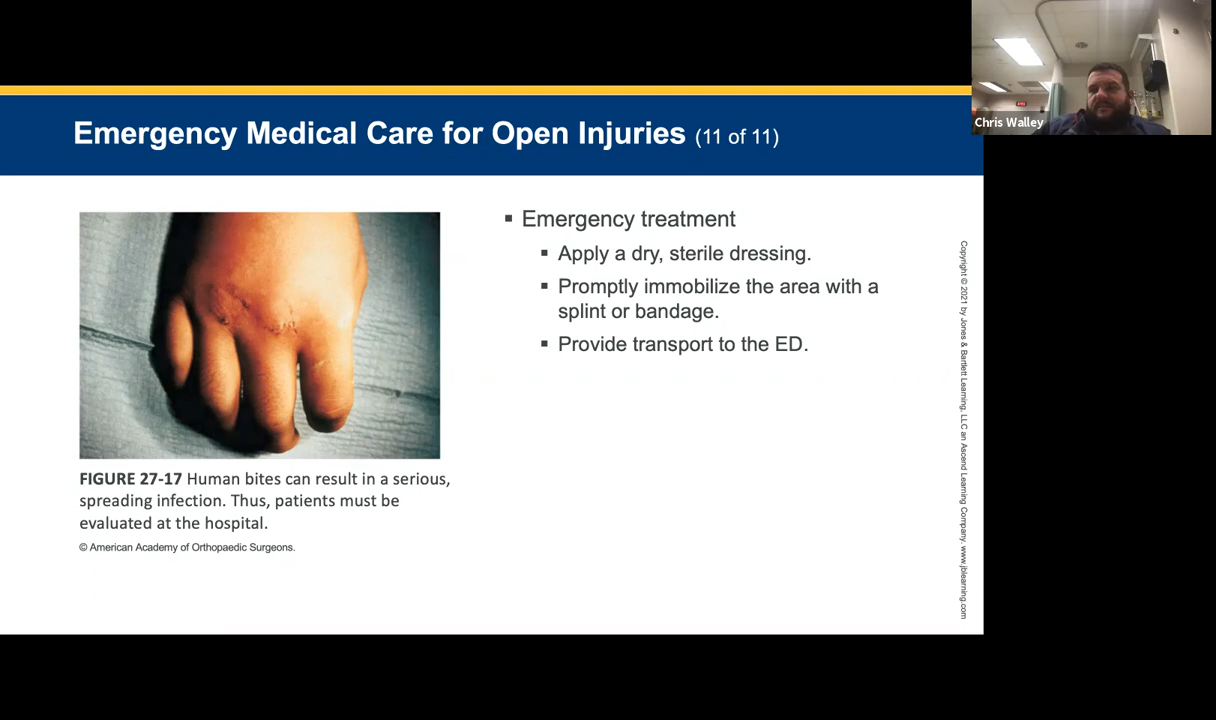 Emergency Medical Care for Open Injuries (11 of 11)
Chris Walley
▪ Emergency treatment
▪ Apply a dry, sterile dressing.
▪ Promptly immobilize the area with a
splint or bandage.
▪ Provide transport to the ED.
FIGURE 27-17 Human bites can result in a serious,
spreading infection. Thus, patients must be
evaluated at the hospital.
© American Academy of Orthopaedic Surgeons.
Copyright © 2021 by Jones & Bartlett Learning, LLC an Ascend Learning Company. www.jblearning.com